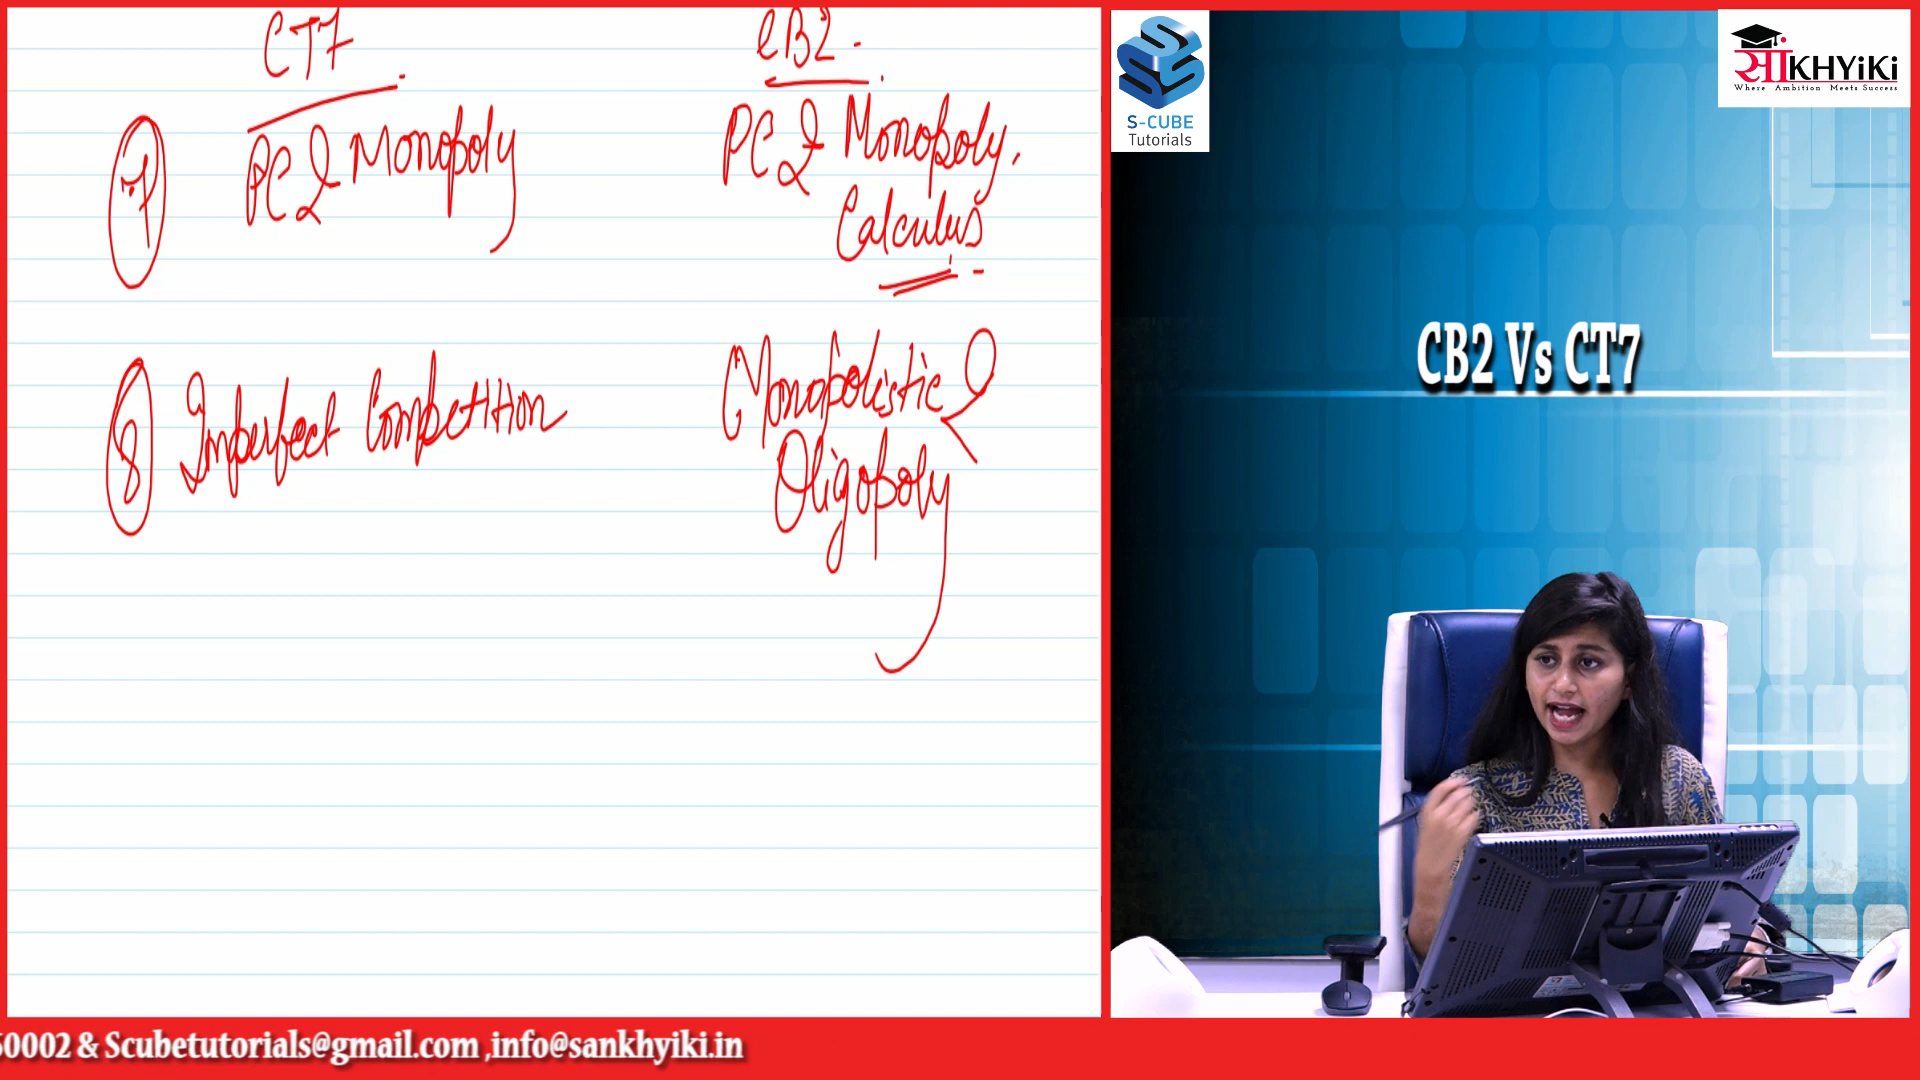 CT7
CB2.
7
PC & Monopoly
PC & Monopoly,
Calculus
8
Imperfect Competition
Monopolistic &
Oligopoly
S-CUBE
Tutorials
सांKHYiKi
Where Ambition Meets Success
CB2 Vs CT7
60002 & Scubetutorials@gmail.com ,info@sankhyiki.in